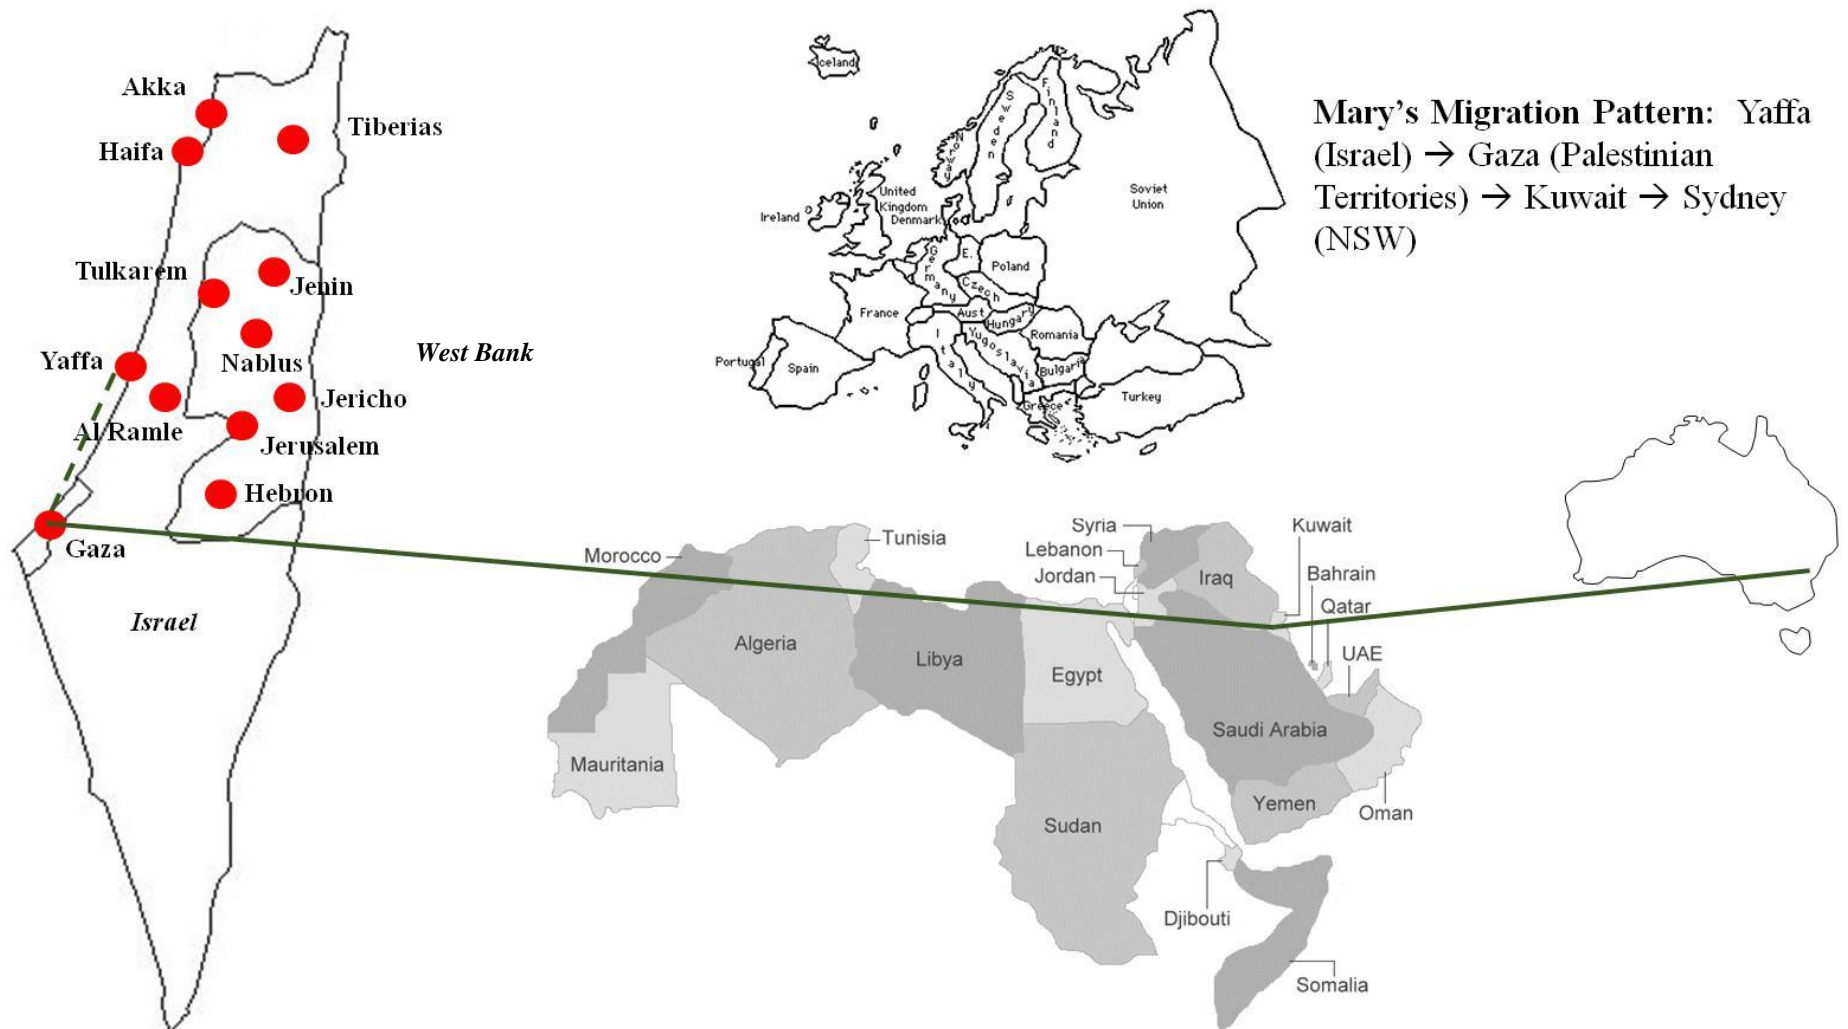 Akka
Tiberias
Haifa
Tulkarem
Jenin
Yaffa
Nablus
West Bank
Jericho
Al Ramle
Jerusalem
Hebron
Gaza
Israel
Iceland
Sweden
Finland
Norway
United
Kingdom
Denmark
Ireland
Soviet
Union
Germany
E.
Poland
Czech
France
Aust
Hungary
Romania
Italy
Yugoslavia
Bulgaria
Portugal
Spain
Greece
Turkey
Mary’s Migration Pattern: Yaffa
(Israel) → Gaza (Palestinian
Territories) → Kuwait → Sydney
(NSW)
Morocco
Tunisia
Syria
Lebanon
Jordan
Iraq
Kuwait
Bahrain
Qatar
UAE
Algeria
Libya
Egypt
Saudi Arabia
Mauritania
Sudan
Yemen
Oman
Djibouti
Somalia